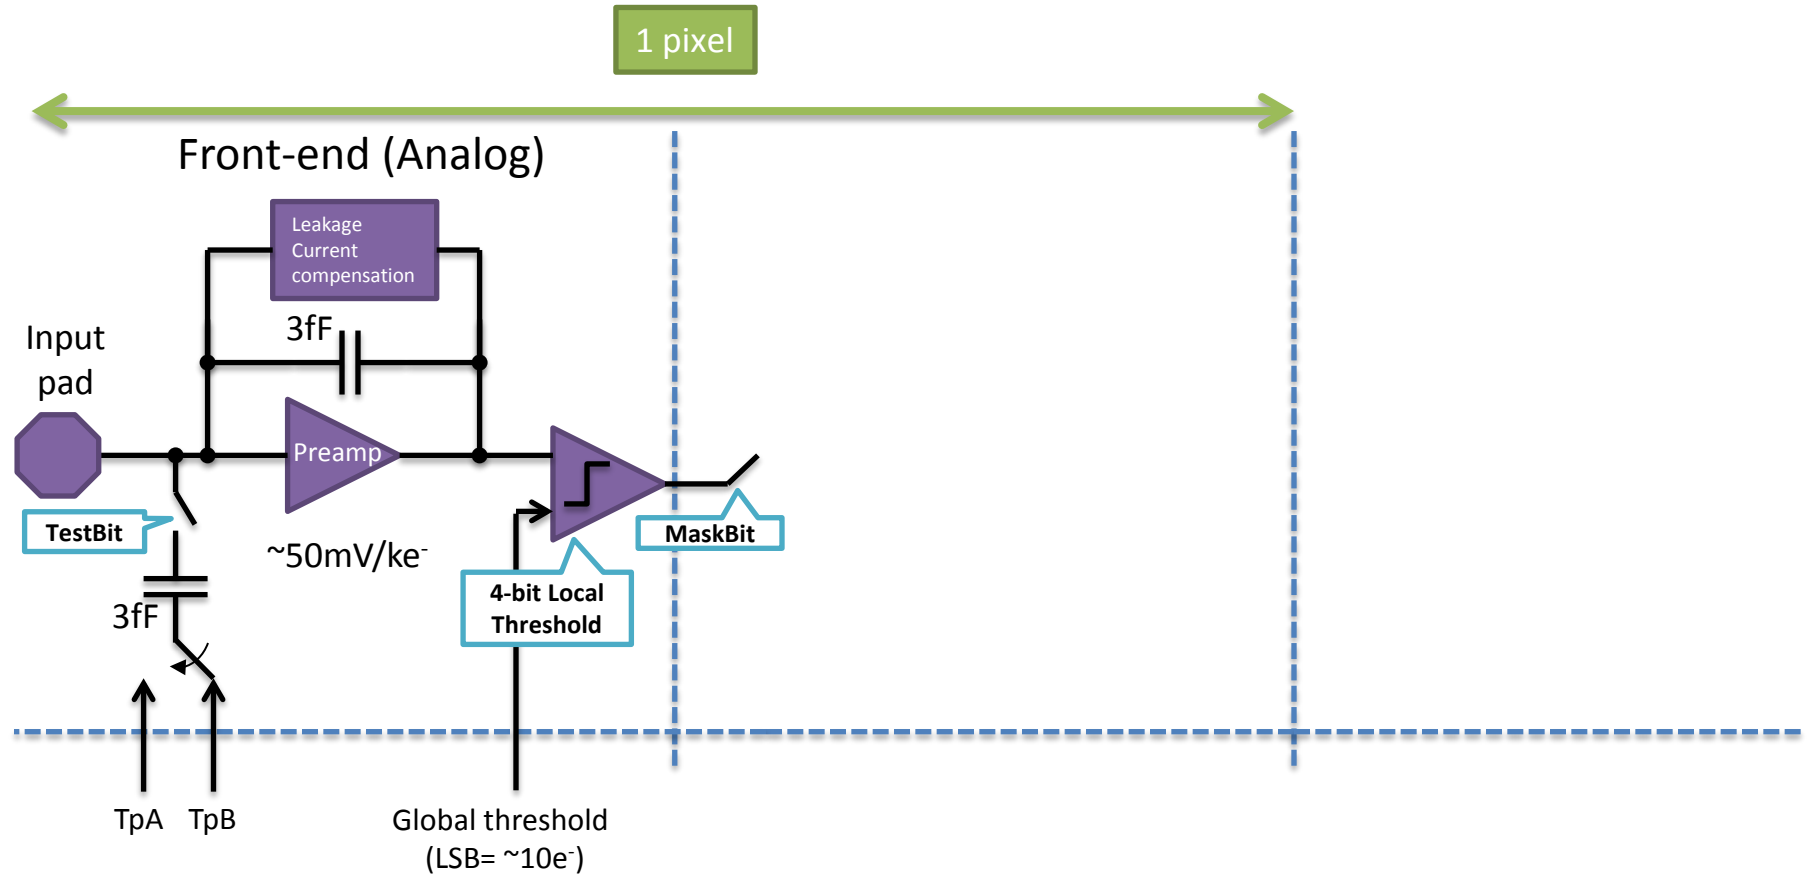 1 pixel
Front-end (Analog)
Leakage
Current
compensation
3fF
Input
pad
Preamp
TestBit
MaskBit
~50mV/ke⁻
4-bit Local
Threshold
3fF
TpA TpB
Global threshold
(LSB= ~10e⁻)